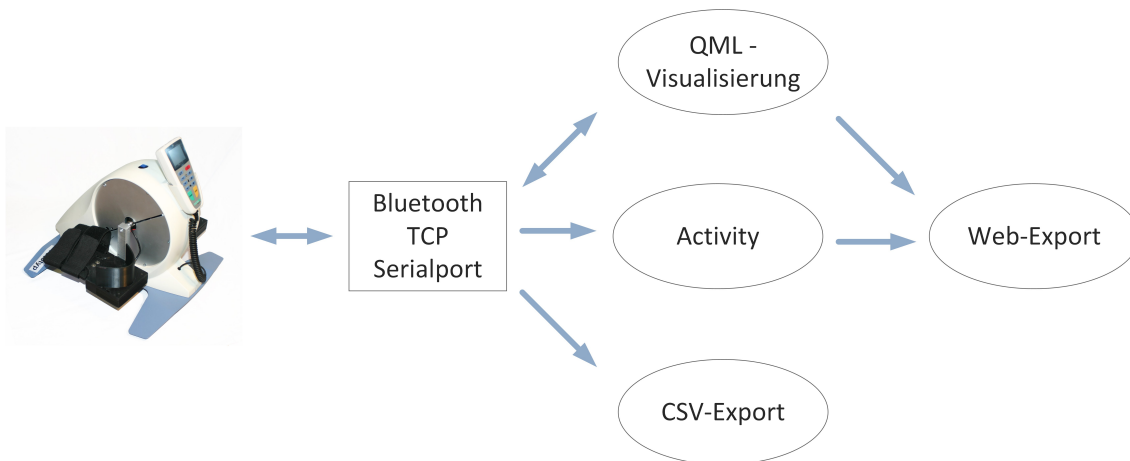 QML -
Visualisierung
Bluetooth
TCP
Serialport
Activity
Web-Export
CSV-Export